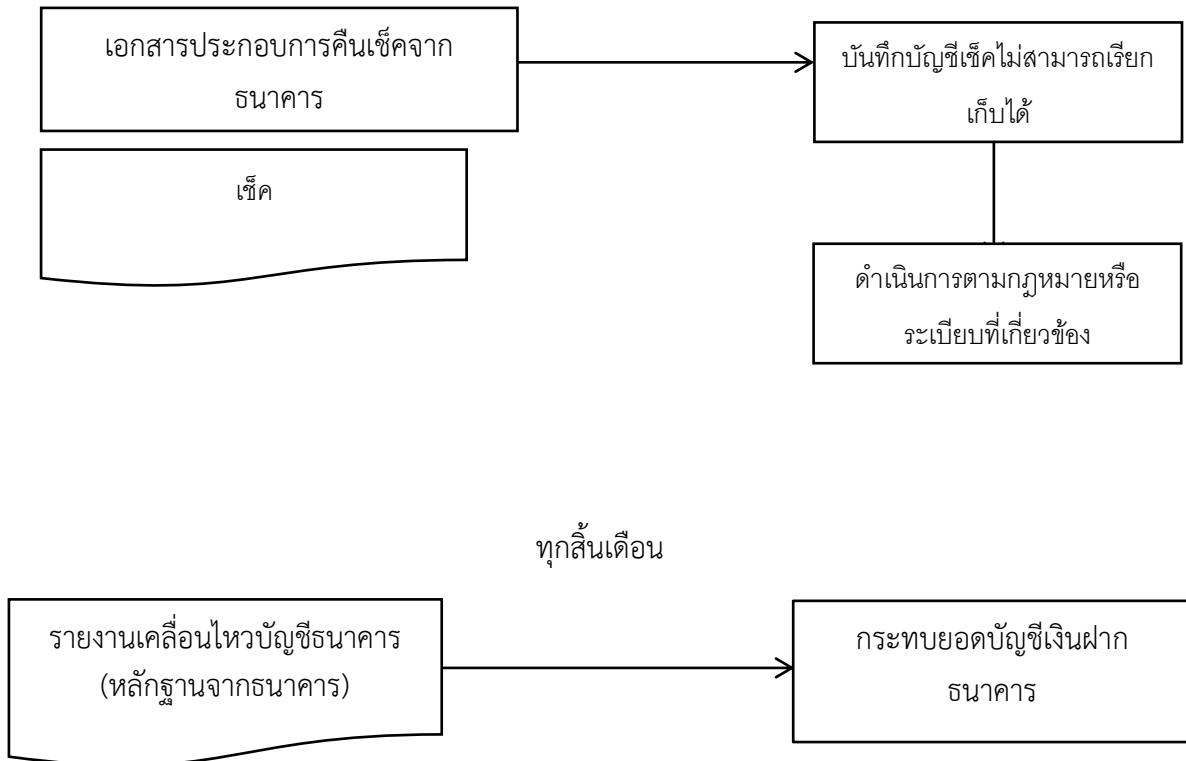 เอกสารประกอบการคืนเช็คจาก
ธนาคาร
บันทึกบัญชีเช็คไม่สามารถเรียก
เก็บได้
เช็ค
ดำเนินการตามกฎหมายหรือ
ระเบียบที่เกี่ยวข้อง
ทุกสิ้นเดือน
รายงานเคลื่อนไหวบัญชีธนาคาร
(หลักฐานจากธนาคาร)
กระทบยอดบัญชีเงินฝาก
ธนาคาร